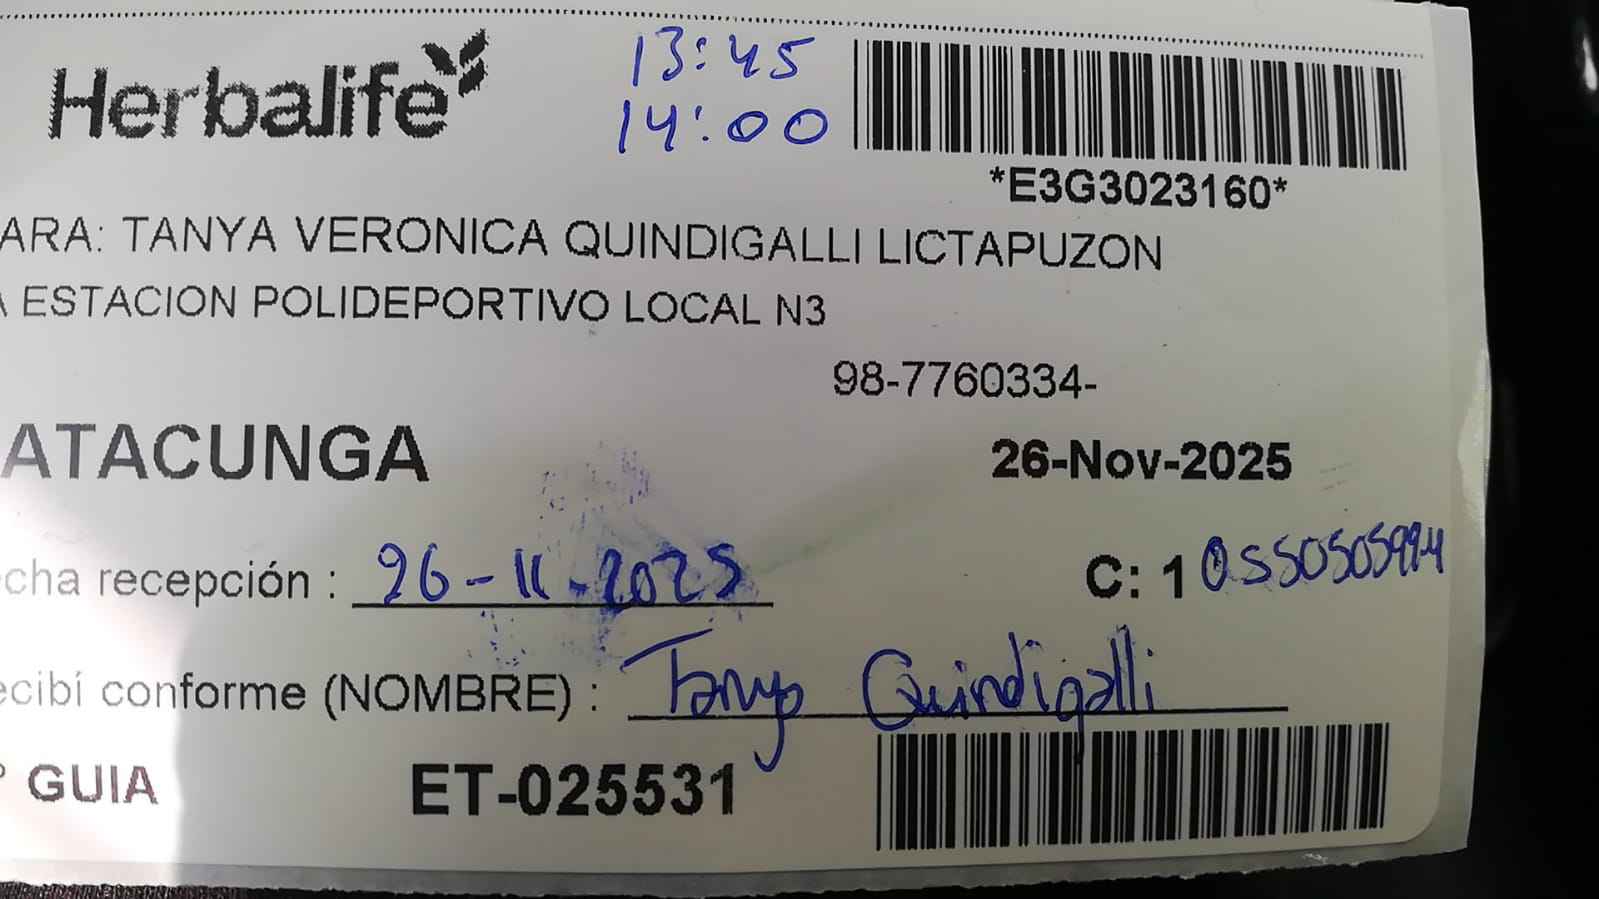 Herbalife
13:45
14:00
*E3G3023160*
ARA: TANYA VERONICA QUINDIGALLI LICTAPUZON
A ESTACION POLIDEPORTIVO LOCAL N3
98-7760334-
ATACUNGA
26-Nov-2025
cha recepción : 26-11-2025
C: 1
ecibí conforme (NOMBRE) : Tanya Quindigalli
° GUIA ET-025531